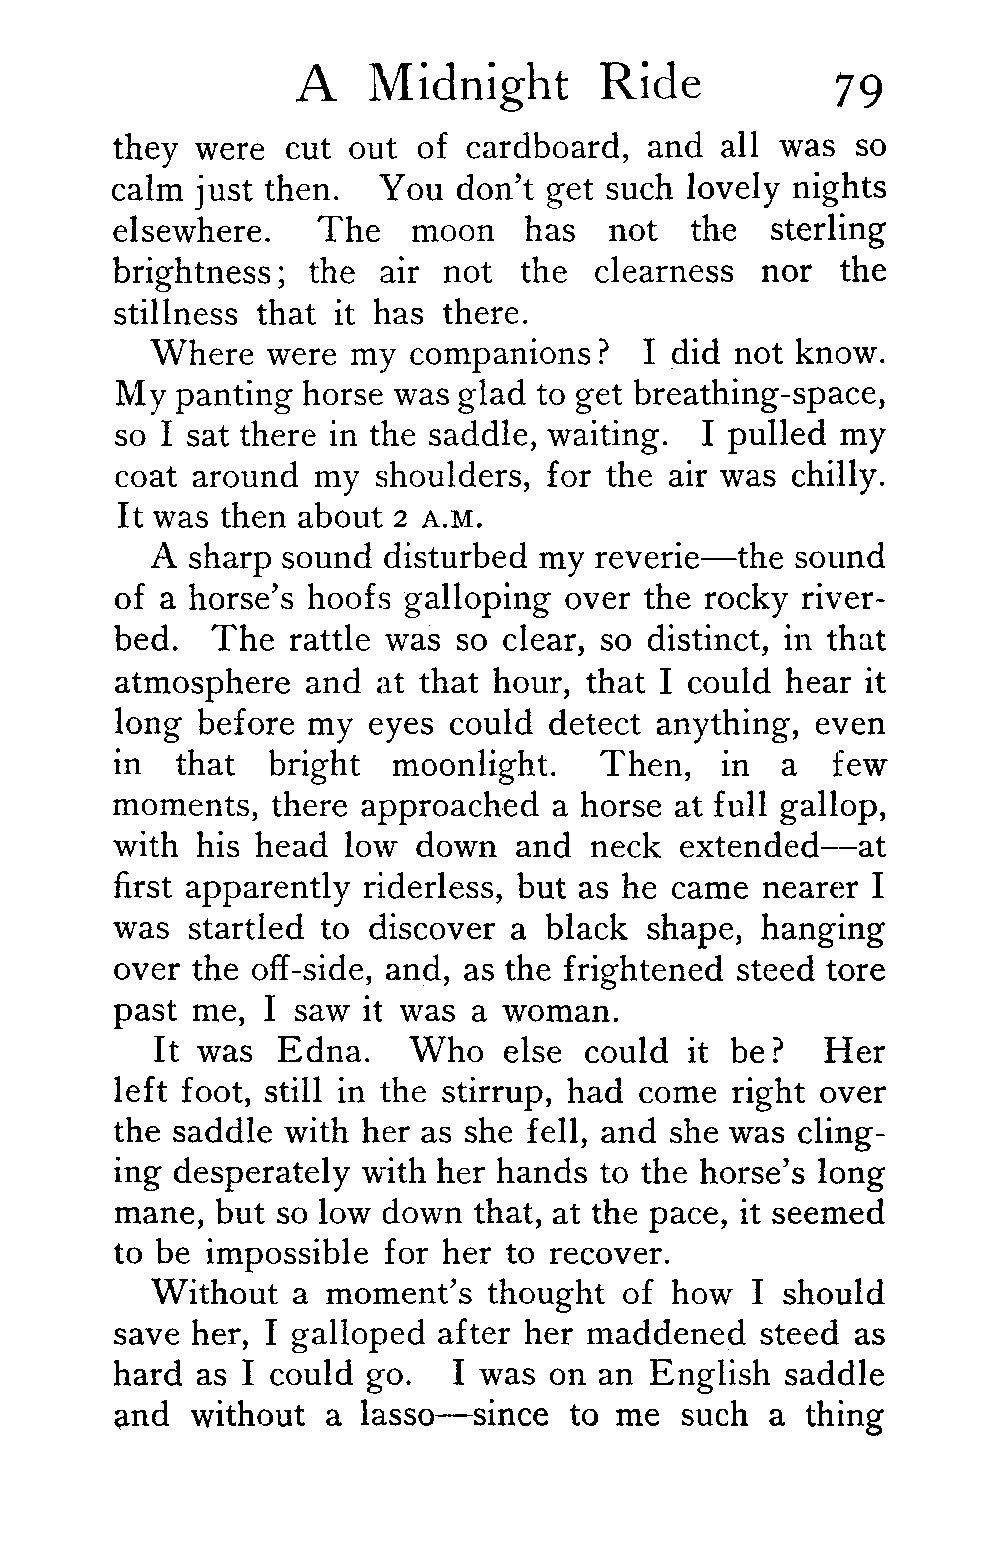 A Midnight Ride 79
they were cut out of cardboard, and all was so
calm just then. You don't get such lovely nights
elsewhere. The moon has not the sterling
brightness; the air not the clearness nor the
stillness that it has there.
Where were my companions? I did not know.
My panting horse was glad to get breathing-space,
so I sat there in the saddle, waiting. I pulled my
coat around my shoulders, for the air was chilly.
It was then about 2 A.M.
A sharp sound disturbed my reverie—the sound
of a horse's hoofs galloping over the rocky river-
bed. The rattle was so clear, so distinct, in that
atmosphere and at that hour, that I could hear it
long before my eyes could detect anything, even
in that bright moonlight. Then, in a few
moments, there approached a horse at full gallop,
with his head low down and neck extended—at
first apparently riderless, but as he came nearer I
was startled to discover a black shape, hanging
over the off-side, and, as the frightened steed tore
past me, I saw it was a woman.
It was Edna. Who else could it be? Her
left foot, still in the stirrup, had come right over
the saddle with her as she fell, and she was cling-
ing desperately with her hands to the horse's long
mane, but so low down that, at the pace, it seemed
to be impossible for her to recover.
Without a moment's thought of how I should
save her, I galloped after her maddened steed as
hard as I could go. I was on an English saddle
and without a lasso—since to me such a thing